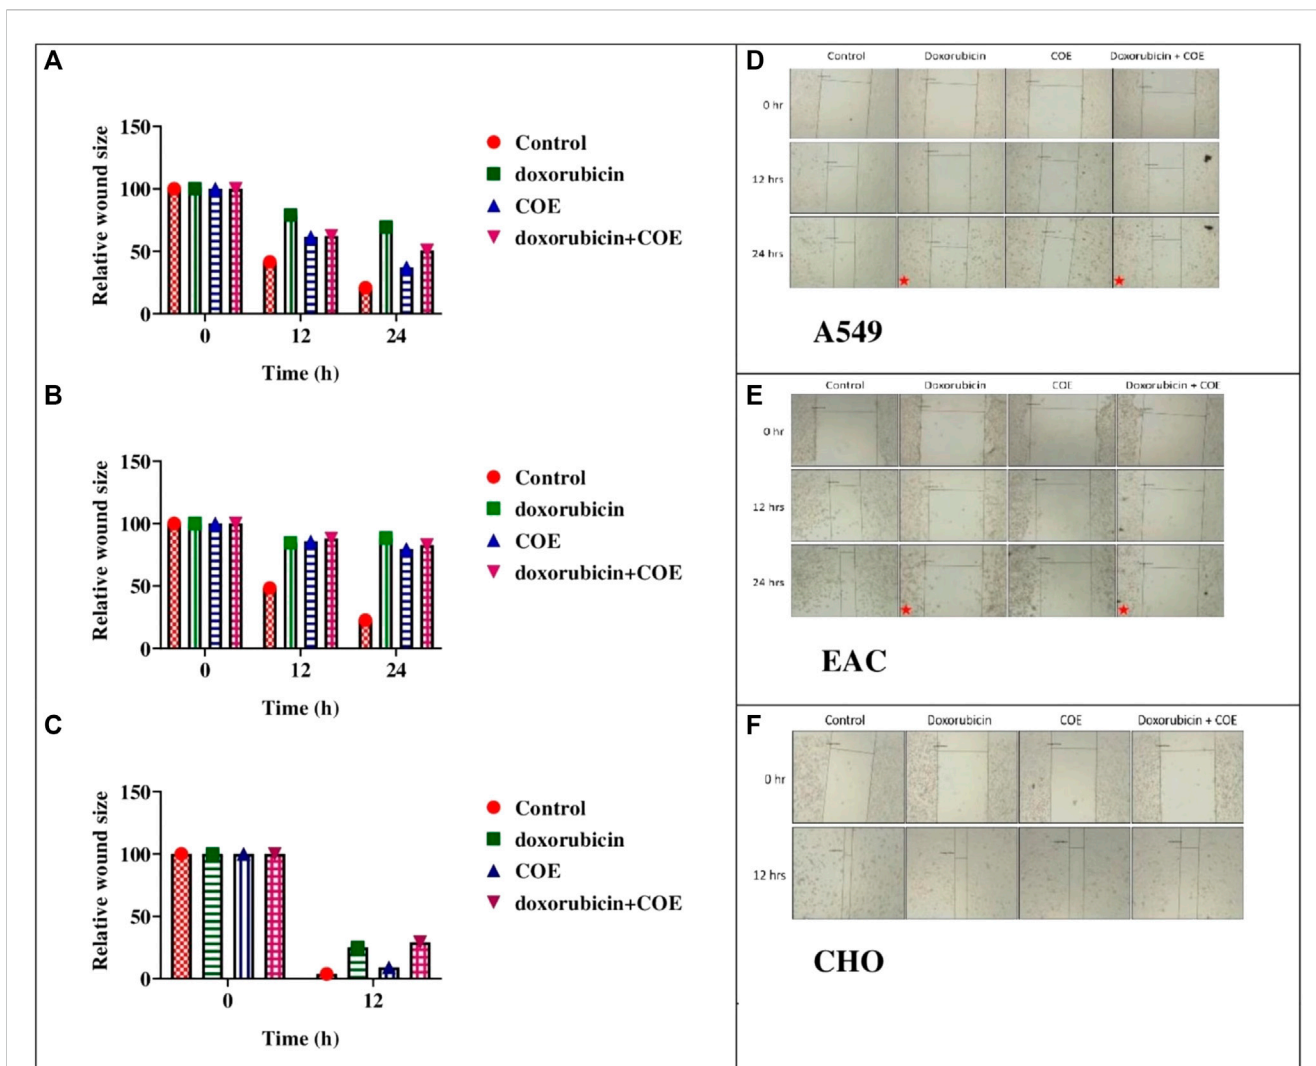 A
150
100
50
0
Relative wound size
0 12 24
Time (h)
Control
doxorubicin
COE
doxorubicin+COE
B
150
100
50
0
Relative wound size
0 12 24
Time (h)
Control
doxorubicin
COE
doxorubicin+COE
C
150
100
50
0
Relative wound size
0 12
Time (h)
Control
doxorubicin
COE
doxorubicin+COE
D
Control Doxorubicin COE Doxorubicin + COE
0 hr
12 hrs
24 hrs
A549
E
Control Doxorubicin COE Doxorubicin + COE
0 hr
12 hrs
24 hrs
EAC
F
Control Doxorubicin COE Doxorubicin + COE
0 hr
12 hrs
CHO